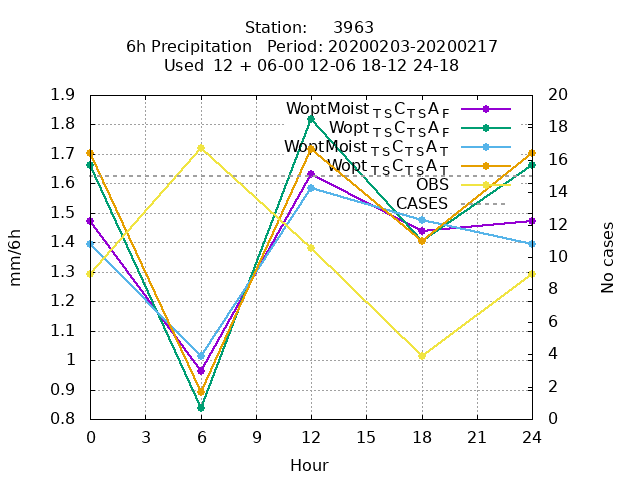 Station: 3963
6h Precipitation Period: 20200203-20200217
Used 12 + 06-00 12-06 18-12 24-18
1.9 20
WoptMoist TS C TS A F
1.8 18
Wopt TS C TS A F
WoptMoist TS C TS A T
1.7 16
Wopt TS C TS A T
1.6 14
OBS
CASES
1.5 12
1.4 10
1.3 8
1.2 6
1.1 4
1 2
0.9 0
0.8
mm/6h
No cases
0 3 6 9 12 15 18 21 24
Hour